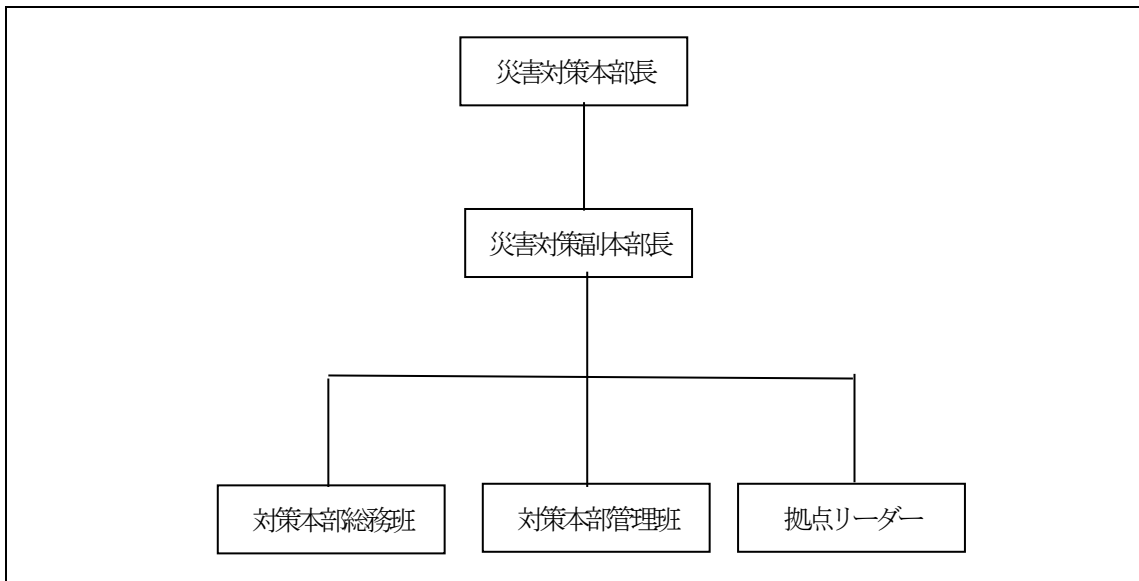 災害対策本部長
災害対策副本部長
対策本部総務班
対策本部管理班
拠点リーダー